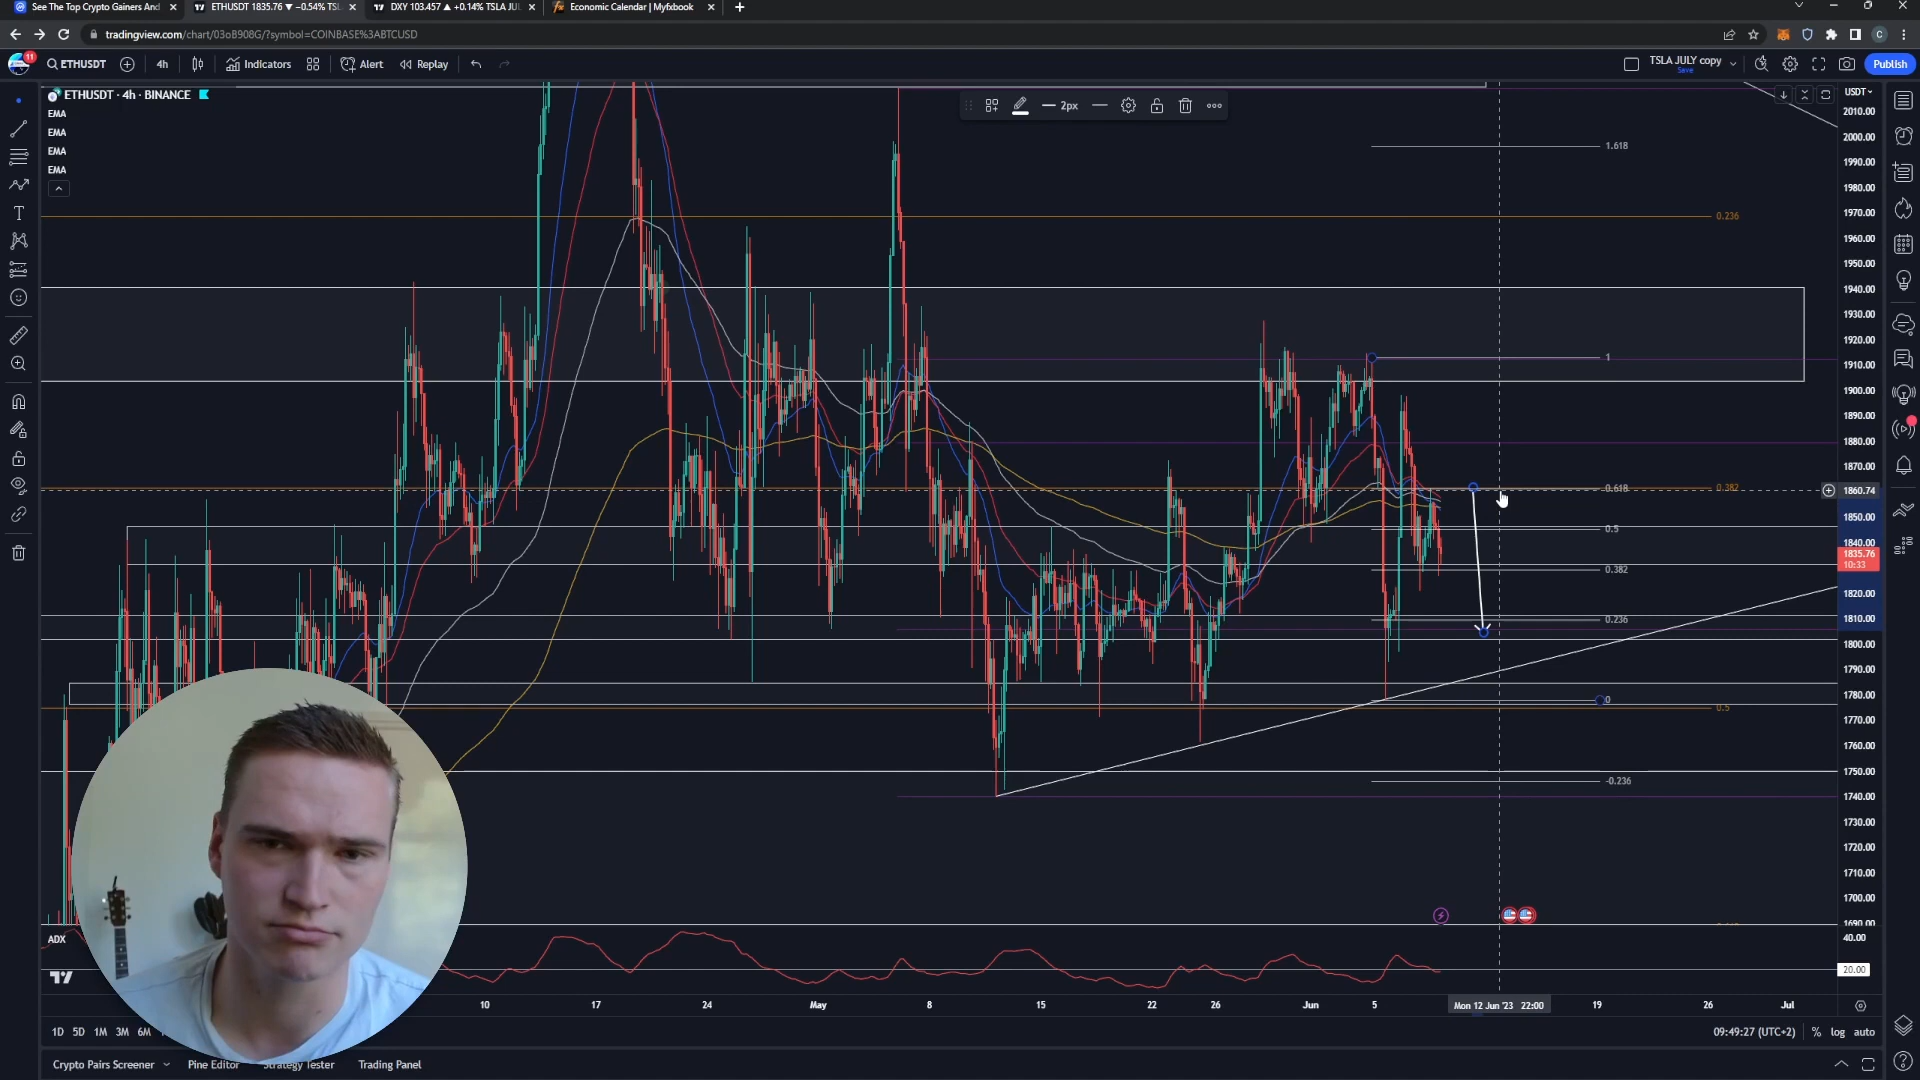 See The Top Crypto Gainers And
ETHUSDT 1835.76 ▼ −0.54% TSL
DXY 103.457 ▲ +0.14% TSLA JUL
Economic Calendar | Myfxbook
tradingview.com/chart/03oB908G/?symbol=COINBASE%3ABTCUSD
11
ETHUSDT
4h
Indicators
Alert
Replay
TSLA JULY copy
Save
Publish
ETHUSDT · 4h · BINANCE
EMA
EMA
EMA
EMA
2px
USDT
2010.00
2000.00
1990.00
1980.00
1970.00
1960.00
1950.00
1940.00
1930.00
1920.00
1910.00
1900.00
1890.00
1880.00
1870.00
1860.74
1850.00
1840.00
1835.76
10:33
1820.00
1810.00
1800.00
1790.00
1780.00
1770.00
1760.00
1750.00
1740.00
1730.00
1720.00
1710.00
1700.00
1690.00
40.00
20.00
1.618
0.236
1
0.618
0.382
0.5
0.382
0.236
0
0.5
-0.236
ADX
10
17
24
May
8
15
22
26
Jun
5
Mon 12 Jun '23 22:00
19
26
Jul
1D 5D 1M 3M 6M
09:49:27 (UTC+2)
% log auto
Crypto Pairs Screener
Pine Editor
Strategy Tester
Trading Panel